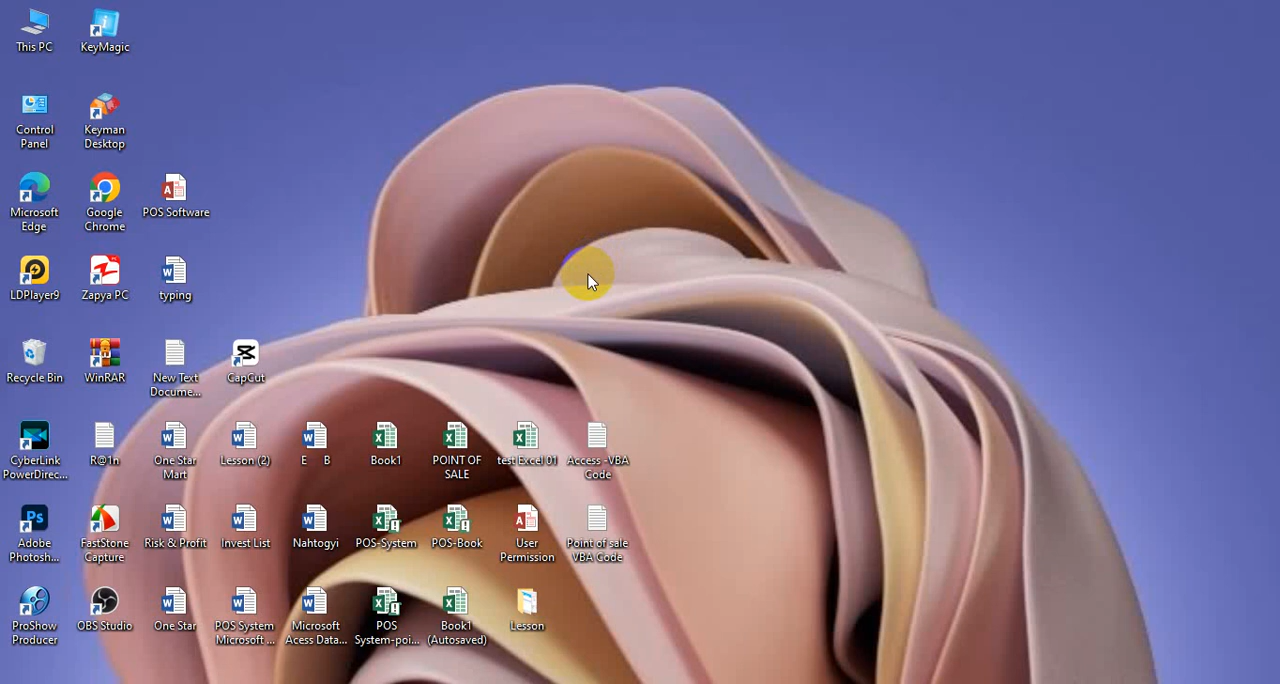 This PC
KeyMagic
Control
Panel
Keyman
Desktop
Microsoft
Edge
Google
Chrome
POS Software
LDPlayer9
Zapya PC
typing
Recycle Bin
WinRAR
New Text
Docume...
CapCut
CyberLink
PowerDirec...
R@1n
One Star
Mart
Lesson (2)
E B
Book1
POINT OF
SALE
test Excel 01
Access -VBA
Code
Adobe
Photosh...
FastStone
Capture
Risk & Profit
Invest List
Nahtogyi
POS-System
POS-Book
User
Permission
Point of sale
VBA Code
ProShow
Producer
OBS Studio
One Star
POS System
Microsoft ...
Microsoft
Acess Data...
POS
System-poi...
Book1
(Autosaved)
Lesson